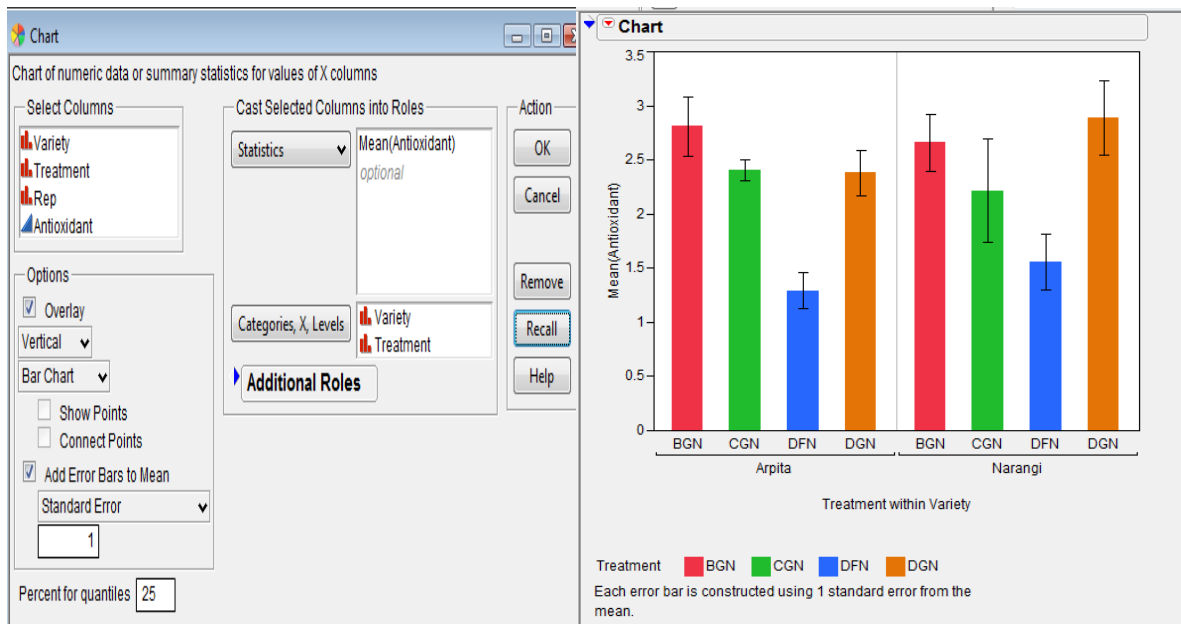 Chart
Chart of numeric data or summary statistics for values of X columns
Select Columns
Variety
Treatment
Rep
Antioxidant
Options
Overlay
Vertical
Bar Chart
Show Points
Connect Points
Add Error Bars to Mean
Standard Error
1
Percent for quantiles 25
Cast Selected Columns into Roles
Statistics
Mean(Antioxidant)
optional
Categories, X, Levels
Variety
Treatment
Additional Roles
Action
OK
Cancel
Remove
Recall
Help
Chart
3.5
3
2.5
2
1.5
1
0.5
0
Mean(Antioxidant)
BGN CGN DFN DGN BGN CGN DFN DGN
Arpita Narangi
Treatment within Variety
Treatment BGN CGN DFN DGN
Each error bar is constructed using 1 standard error from the
mean.